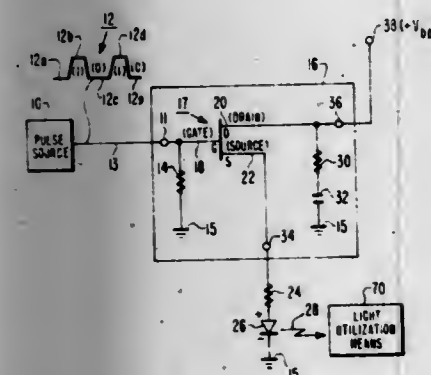 12
12b
12d
12a
(1)
(0)
(1)
(0)
12c
12e
10
PULSE
SOURCE
13
11
14
15
(GATE)
18
G
17
20
(DRAIN)
D
S
(SOURCE)
22
16
36
38(+V
30
32
15
34
24
+
26
-
28
15
70
LIGHT
UTILIZATION
MEANS